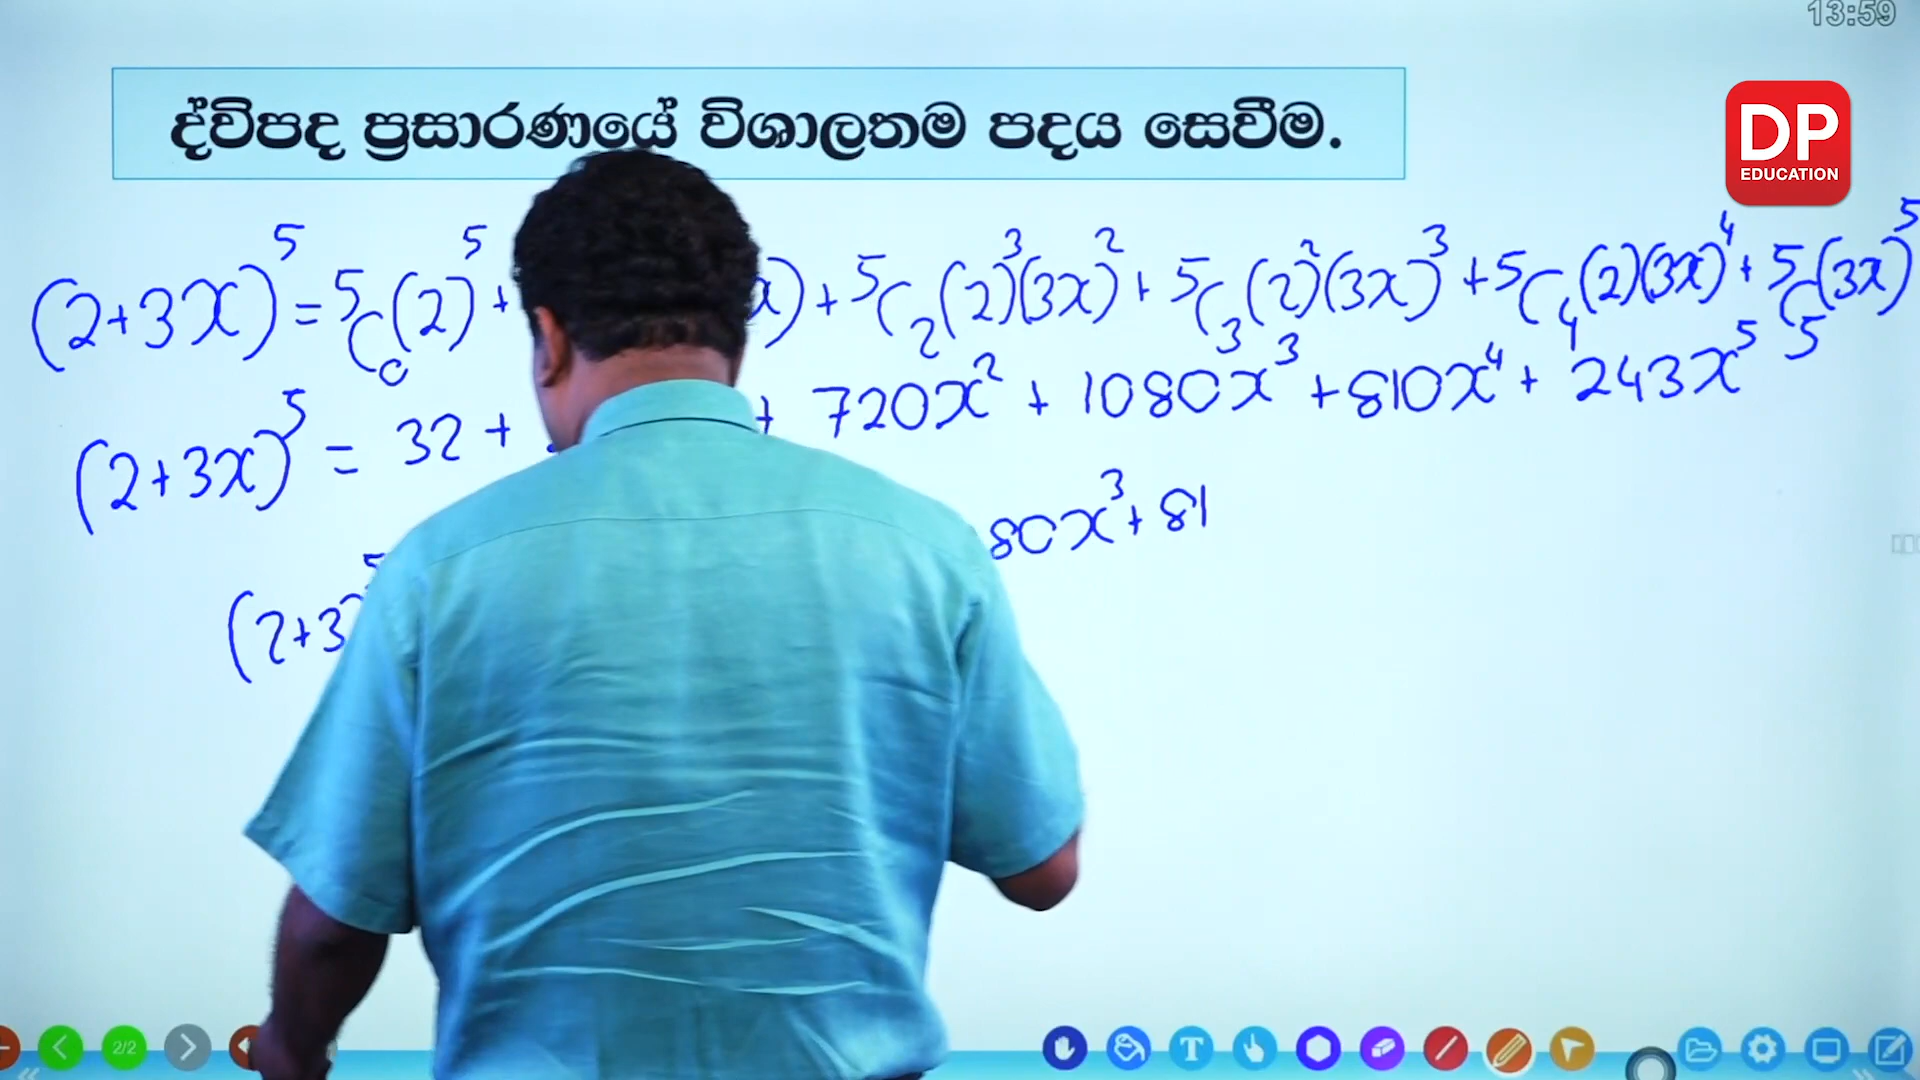 13:59
ද්විපද ප්‍රසාරණයේ විශාලතම පදය සෙවීම.
DP
EDUCATION
(2+3x)⁵ = ⁵C₀(2)⁵ + x) + ⁵C₂(2)³(3x)² + ⁵C₃(2)²(3x)³ + ⁵C₄(2)(3x)⁴ + ⁵C₅(3x)⁵
(2+3x)⁵ = 32 + + 720x² + 1080x³ + 810x⁴ + 243x⁵
80x³ + 81
(2+3
2/2
T